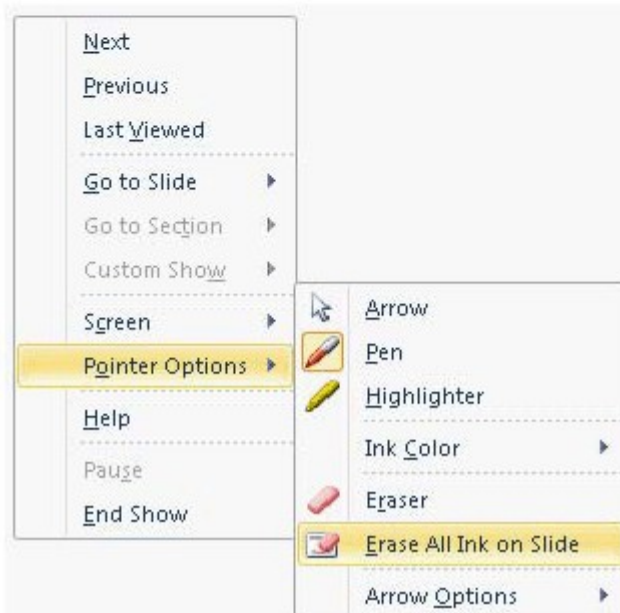 Next
Previous
Last Viewed
Go to Slide
Go to Section
Custom Show
Screen
Pointer Options
Help
Pause
End Show
Arrow
Pen
Highlighter
Ink Color
Eraser
Erase All Ink on Slide
Arrow Options